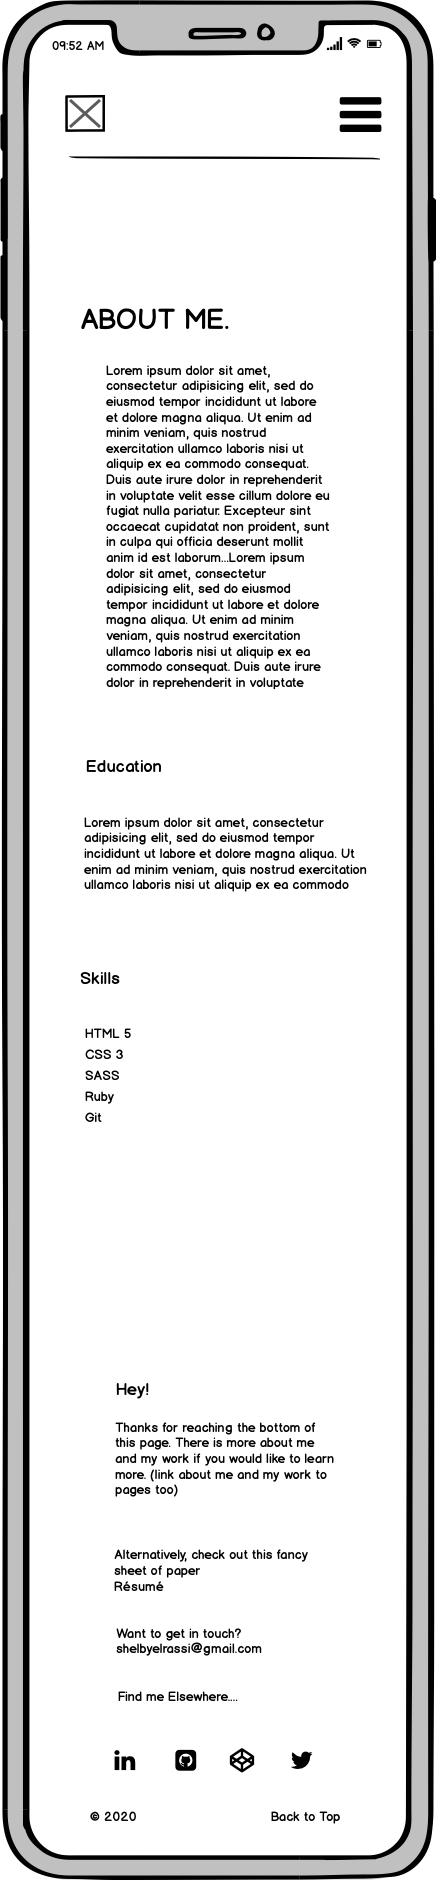 09:52 AM
ABOUT ME.
Lorem ipsum dolor sit amet,
consectetur adipisicing elit, sed do
eiusmod tempor incididunt ut labore
et dolore magna aliqua. Ut enim ad
minim veniam, quis nostrud
exercitation ullamco laboris nisi ut
aliquip ex ea commodo consequat.
Duis aute irure dolor in reprehenderit
in voluptate velit esse cillum dolore eu
fugiat nulla pariatur. Excepteur sint
occaecat cupidatat non proident, sunt
in culpa qui officia deserunt mollit
anim id est laborum...Lorem ipsum
dolor sit amet, consectetur
adipisicing elit, sed do eiusmod
tempor incididunt ut labore et dolore
magna aliqua. Ut enim ad minim
veniam, quis nostrud exercitation
ullamco laboris nisi ut aliquip ex ea
commodo consequat. Duis aute irure
dolor in reprehenderit in voluptate
Education
Lorem ipsum dolor sit amet, consectetur
adipisicing elit, sed do eiusmod tempor
incididunt ut labore et dolore magna aliqua. Ut
enim ad minim veniam, quis nostrud exercitation
ullamco laboris nisi ut aliquip ex ea commodo
Skills
HTML 5
CSS 3
SASS
Ruby
Git
Hey!
Thanks for reaching the bottom of
this page. There is more about me
and my work if you would like to learn
more. (link about me and my work to
pages too)
Alternatively, check out this fancy
sheet of paper
Résumé
Want to get in touch?
shelbyelrassi@gmail.com
Find me Elsewhere....
in
© 2020 Back to Top